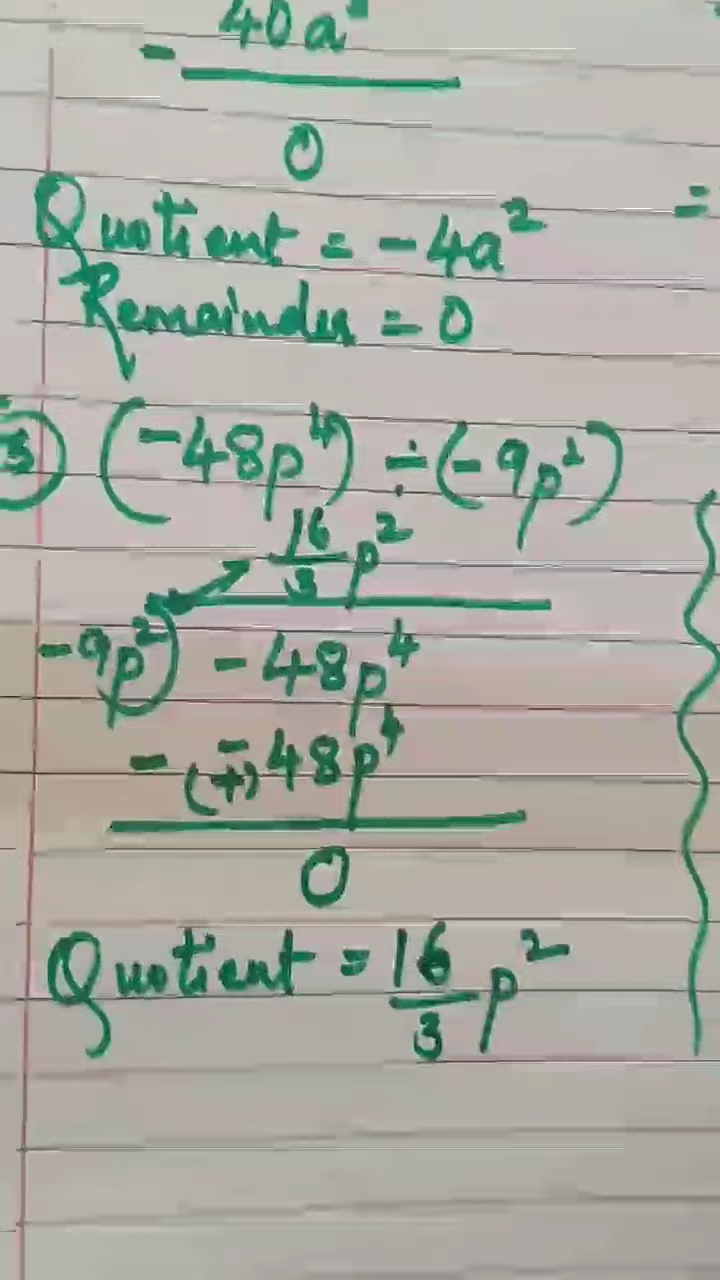 - 40a
0
Quotient = -4a²
=
Remainder = 0
3 (-48p⁴) ÷ (-9p²)
16/3 p²
-9p²) -48p⁴
- -(+)48p⁴
0
Quotient = 16/3 p²